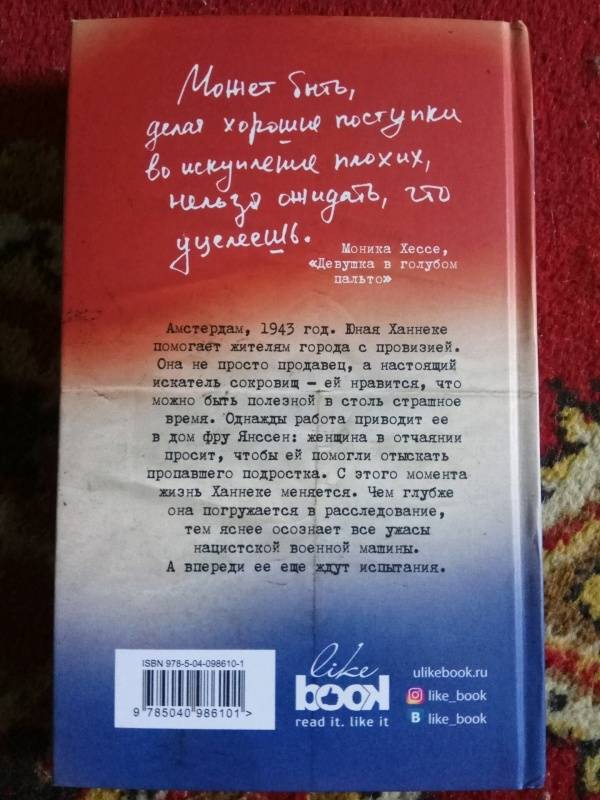 Может быть,
делая хорошие поступки
во искупление плохих,
нельзя ожидать, что
уцелеешь.
Моника Хессе,
«Девушка в голубом
пальто»
Амстердам, 1943 год. Юная Ханнеке
помогает жителям города с провизией.
Она не просто продавец, а настоящий
искатель сокровищ – ей нравится, что
можно быть полезной в столь страшное
время. Однажды работа приводит ее
в дом фру Янссен: женщина в отчаянии
просит, чтобы ей помогли отыскать
пропавшего подростка. С этого момента
жизнь Ханнеке меняется. Чем глубже
она погружается в расследование,
тем яснее осознает все ужасы
нацистской военной машины.
А впереди ее еще ждут испытания.
ISBN 978-5-04-098610-1
9 785040 986101 >
like
book
read it. like it
ulikebook.ru
like_book
В like_book